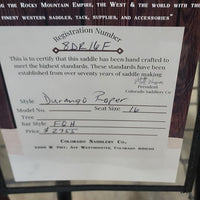 NG THE ROCKY MOUNTAIN EMPIRE, THE WEST & THE WORLD WITH THE
FINEST WESTERN SADDLES, TACK, SUPPLIES, AND ACCESSORIES"
Registration Number
8DR16F
This is to certify that this saddle has been hand crafted to
meet the highest standards. These standards have been
established from over seventy years of saddle making
President
Colorado Saddlery Co
Style Durango Roper
Model No. Seat Size 16
Tree
Bar Style FQH
Price $2755
COLORADO SADDLERY CO.